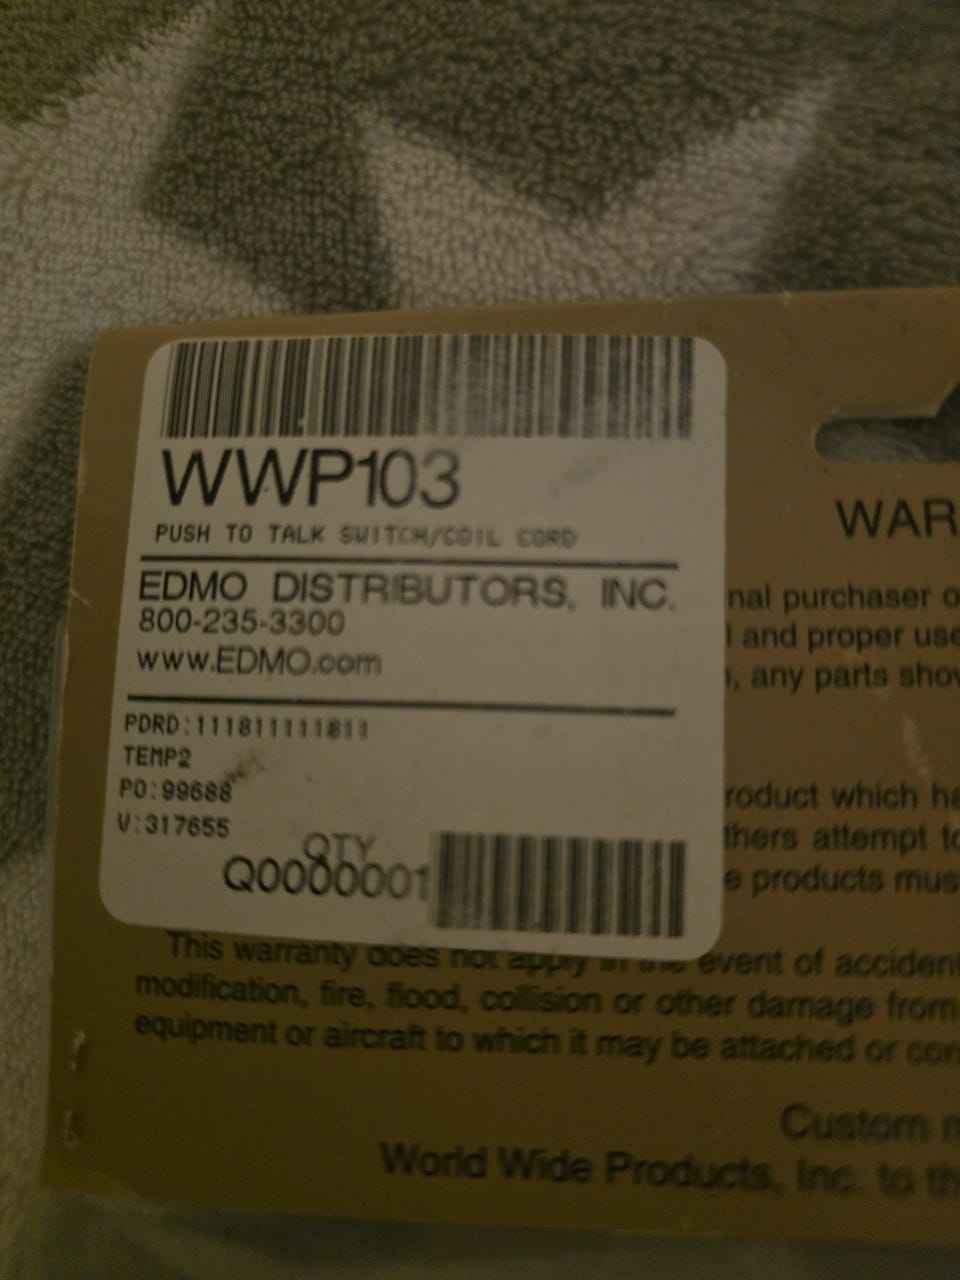 WWP103
PUSH TO TALK SWITCH/COIL CORD
EDMO DISTRIBUTORS, INC.
800-235-3300
www.EDMO.com
PDRD:111811111811
TEMP2
PO:99688
V:317655
QTY
Q0000001
WAR
nal purchaser o
l and proper use
, any parts show
roduct which ha
thers attempt to
e products mus
This warranty does not apply in the event of accident
modification, fire, flood, collision or other damage from
equipment or aircraft to which it may be attached or con
Custom m
World Wide Products, Inc. to th